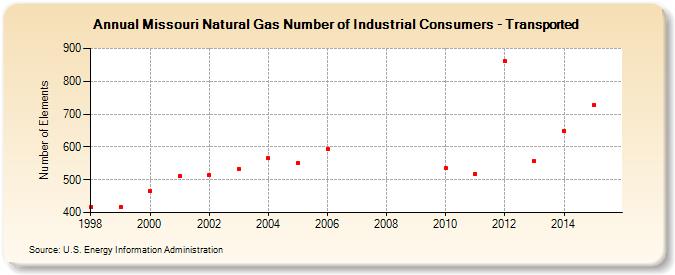 Annual Missouri Natural Gas Number of Industrial Consumers - Transported
Number of Elements
900
800
700
600
500
400
1998 2000 2002 2004 2006 2008 2010 2012 2014
Source: U.S. Energy Information Administration